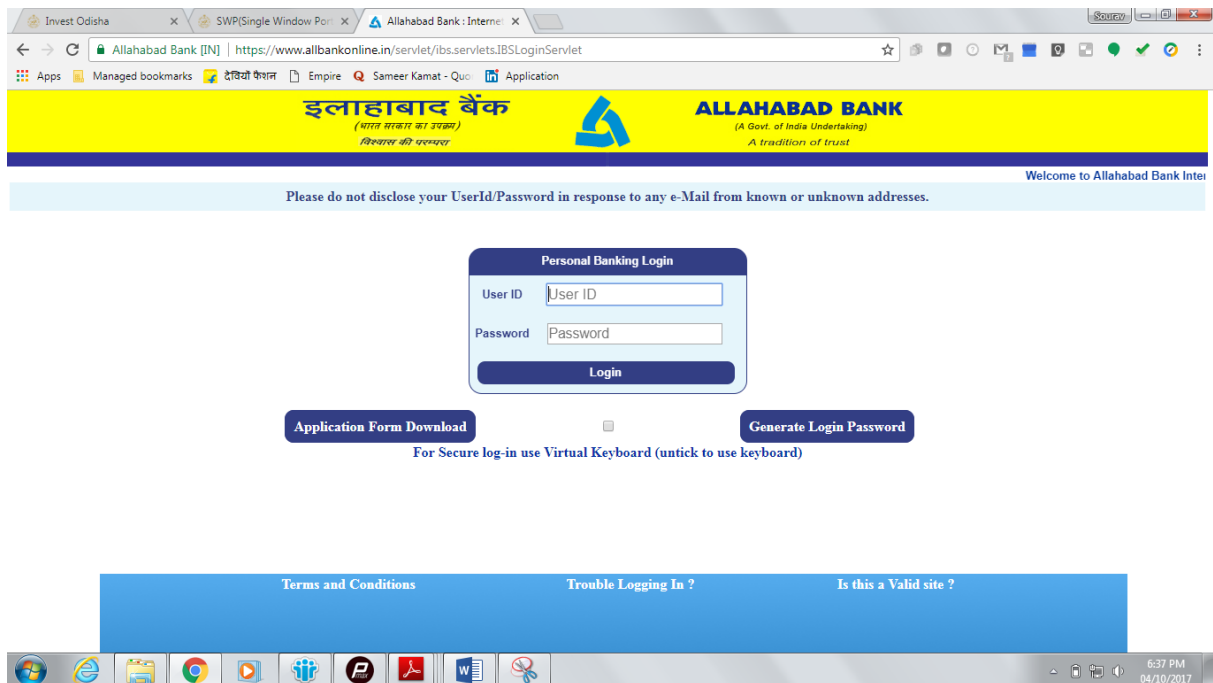 Invest Odisha
SWP(Single Window Port
Allahabad Bank : Internet
Sourav
Allahabad Bank [IN] | https://www.allbankonline.in/servlet/ibs.servlets.IBSLoginServlet
Apps Managed bookmarks देवियों फैशन Empire Sameer Kamat - Quo Application
इलाहाबाद बैंक ALLAHABAD BANK
(भारत सरकार का उपक्रम) (A Govt. of India Undertaking)
विश्वास की परम्परा A tradition of trust
Welcome to Allahabad Bank Inter
Please do not disclose your UserId/Password in response to any e-Mail from known or unknown addresses.
Personal Banking Login
User ID User ID
Password Password
Login
Application Form Download Generate Login Password
For Secure log-in use Virtual Keyboard (untick to use keyboard)
Terms and Conditions Trouble Logging In ? Is this a Valid site ?
6:37 PM
04/10/2017